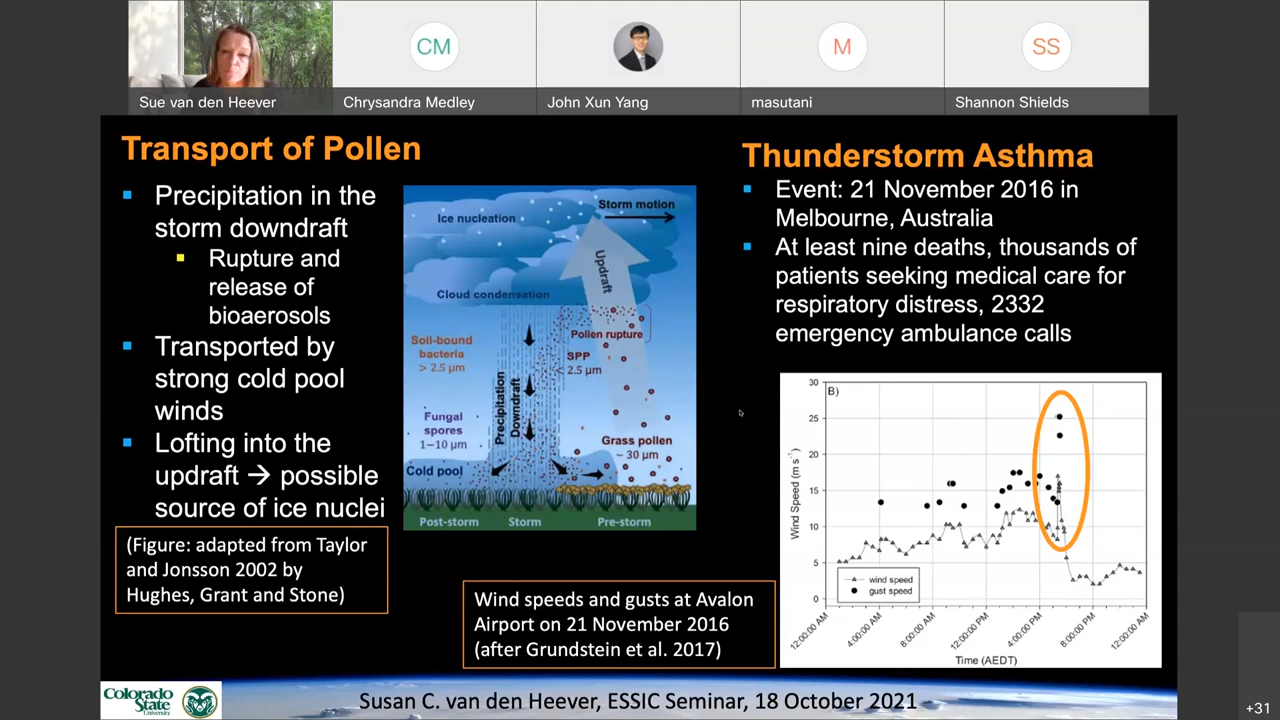 CM
M
SS
Sue van den Heever
Chrysandra Medley
John Xun Yang
masutani
Shannon Shields
Transport of Pollen
Precipitation in the
storm downdraft
Rupture and
release of
bioaerosols
Transported by
strong cold pool
winds
Lofting into the
updraft → possible
source of ice nuclei
(Figure: adapted from Taylor
and Jonsson 2002 by
Hughes, Grant and Stone)
Storm motion
Ice nucleation
Updraft
Cloud condensation
Pollen rupture
Soil-bound
bacteria
> 2.5 µm
SPP
< 2.5 µm
Precipitation
Downdraft
Fungal
spores
1–10 µm
Grass pollen
~ 30 µm
Cold pool
Post-storm
Storm
Pre-storm
Thunderstorm Asthma
Event: 21 November 2016 in
Melbourne, Australia
At least nine deaths, thousands of
patients seeking medical care for
respiratory distress, 2332
emergency ambulance calls
B)
30
25
20
15
10
5
0
Wind Speed (m s⁻¹)
wind speed
gust speed
12:00:00 AM
4:00:00 AM
8:00:00 AM
12:00:00 PM
4:00:00 PM
8:00:00 PM
12:00:00 AM
Time (AEDT)
Wind speeds and gusts at Avalon
Airport on 21 November 2016
(after Grundstein et al. 2017)
Colorado
State
University
Susan C. van den Heever, ESSIC Seminar, 18 October 2021
+31